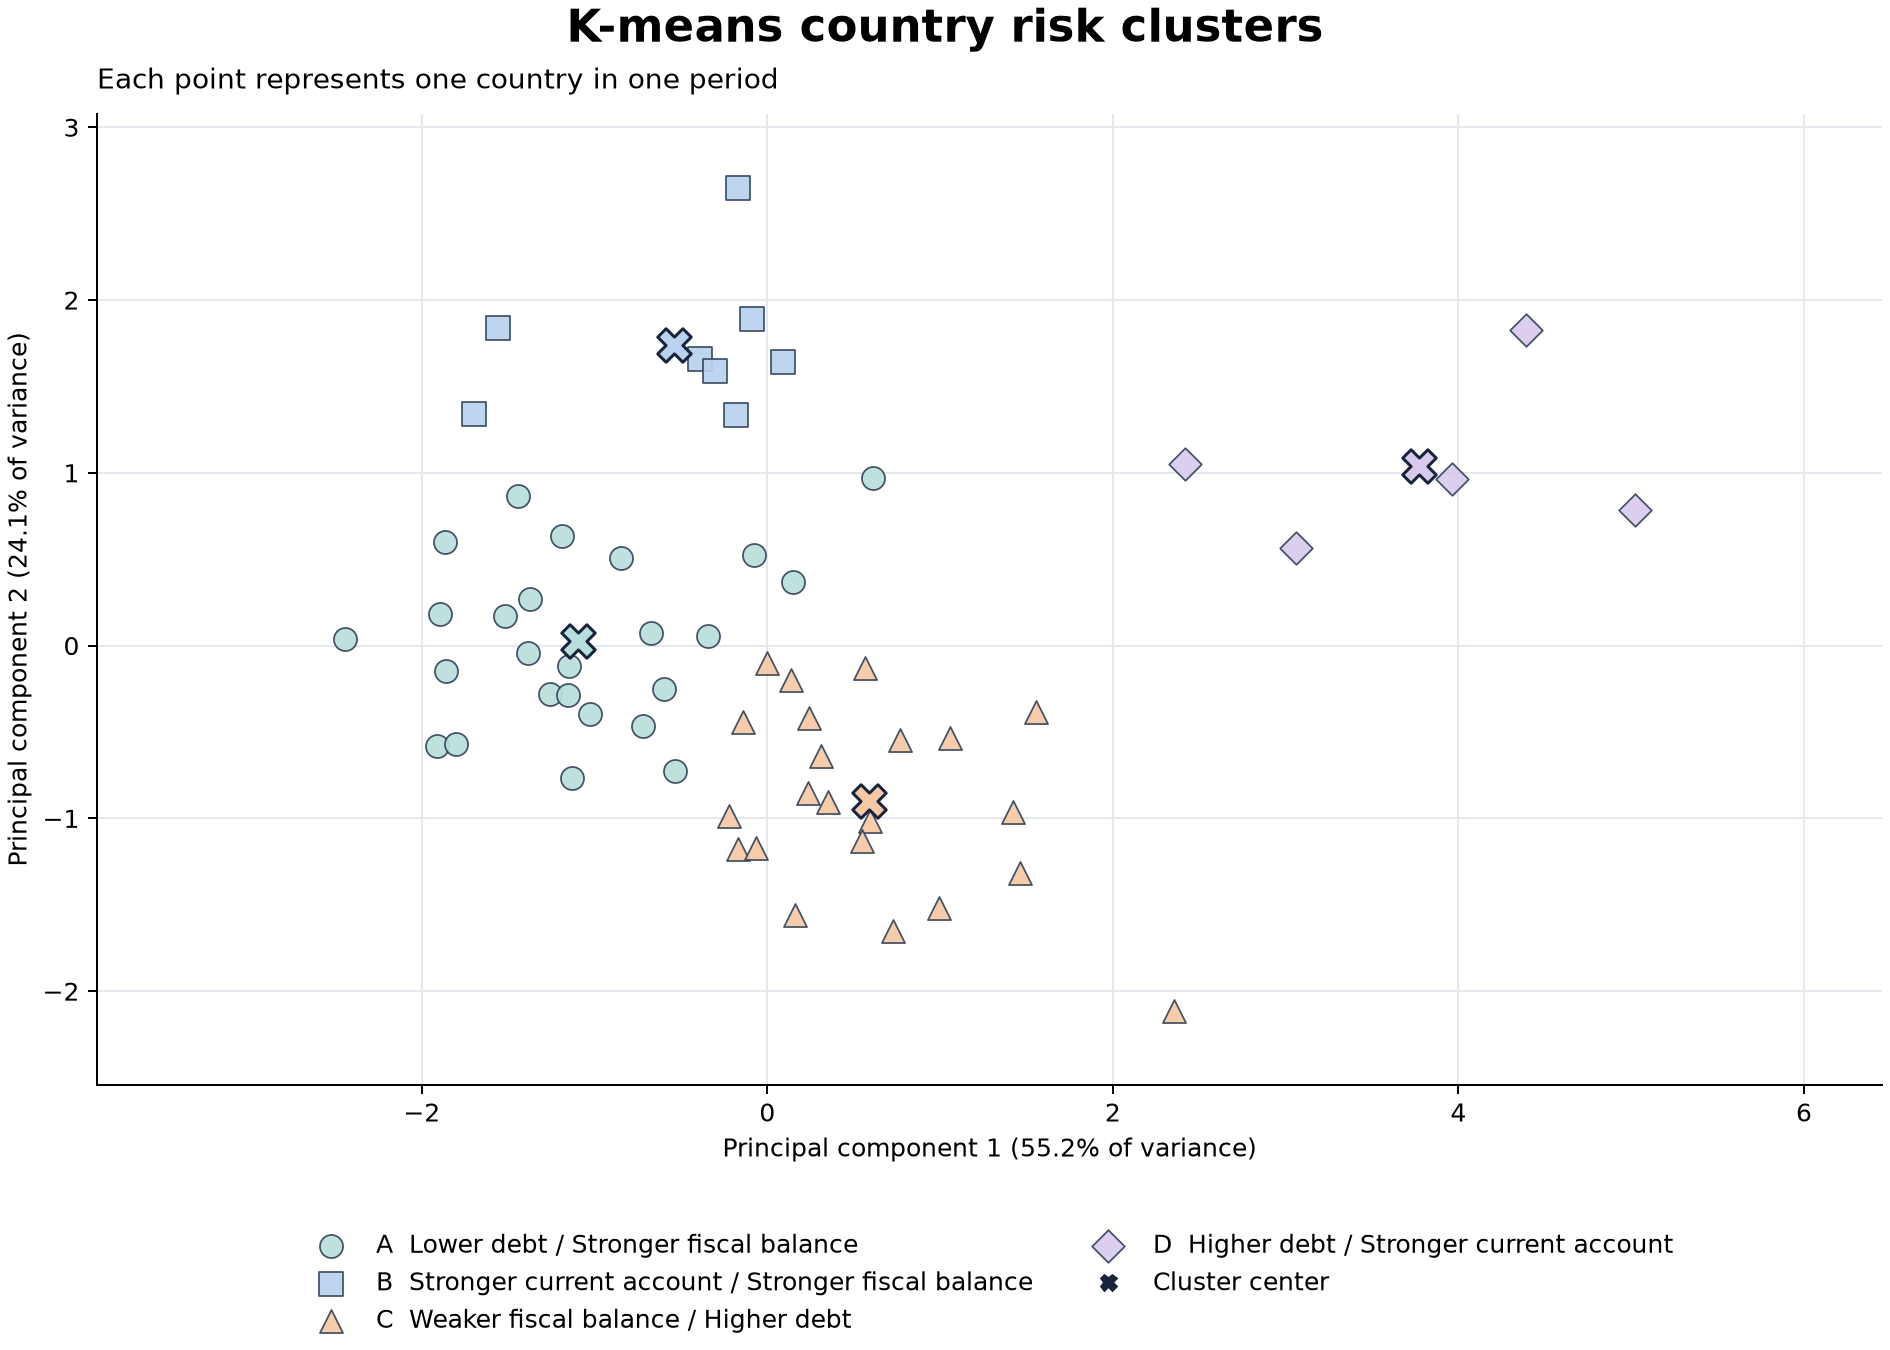 K-means country risk clusters
Each point represents one country in one period
3
2
1
0
−1
−2
Principal component 2 (24.1% of variance)
−2
0
2
4
6
Principal component 1 (55.2% of variance)
A Lower debt / Stronger fiscal balance
B Stronger current account / Stronger fiscal balance
C Weaker fiscal balance / Higher debt
D Higher debt / Stronger current account
Cluster center